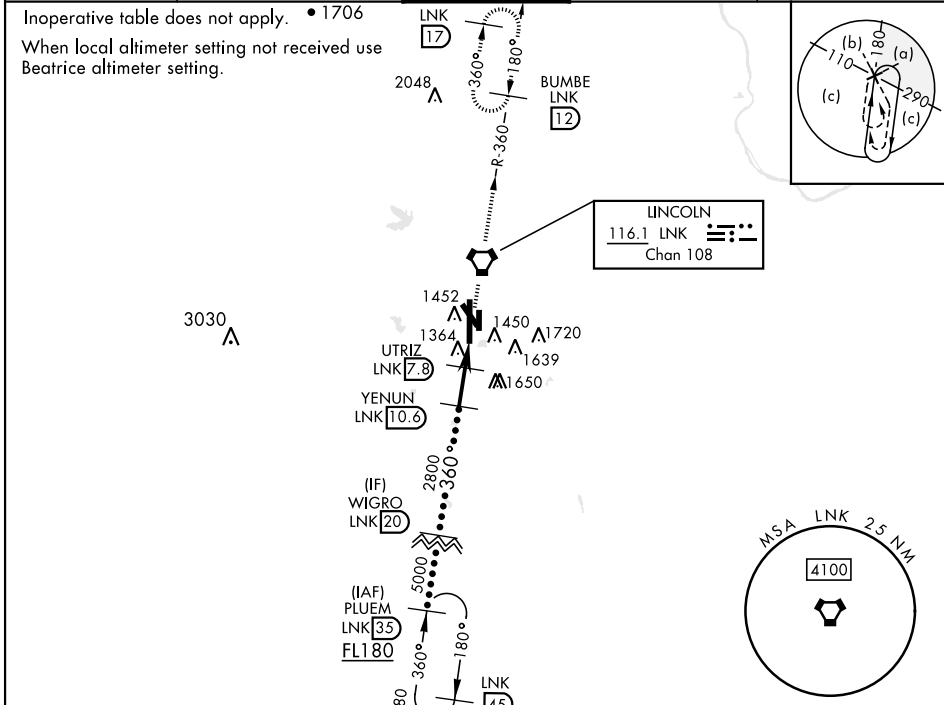 Inoperative table does not apply.
1706
When local altimeter setting not received use
Beatrice altimeter setting.
LNK
17
360°
180°
2048
BUMBE
LNK
12
R-360
(b)
180
(a)
110
(c)
290
(c)
LINCOLN
116.1 LNK
Chan 108
1452
3030
1364
1450
1720
1639
1650
UTRIZ
LNK 7.8
YENUN
LNK 10.6
2800
360°
(IF)
WIGRO
LNK 20
5000
(IAF)
PLUEM
LNK 35
FL180
360°
180°
LNK
45
80
MSA LNK 25 NM
4100